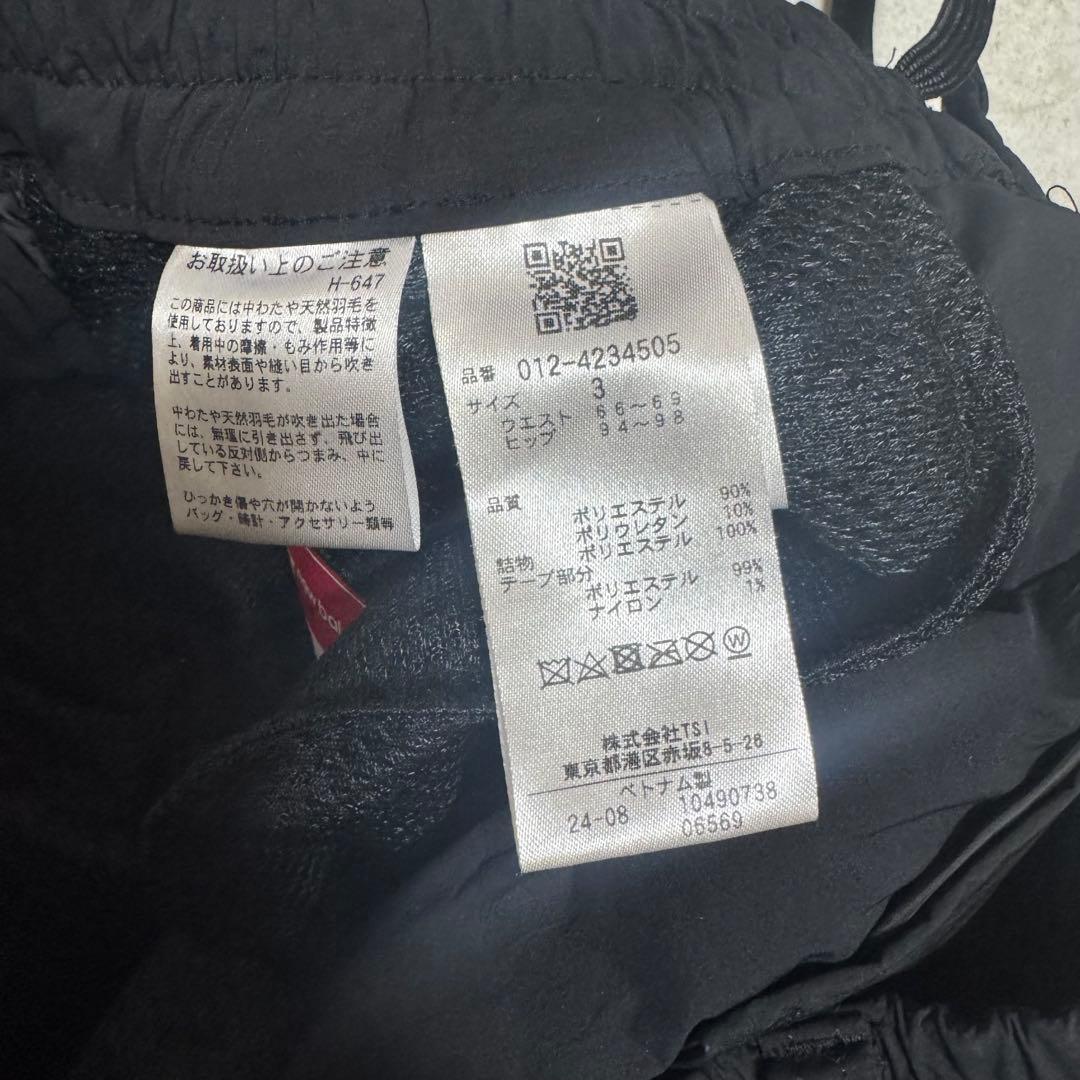 お取扱い上のご注意
H-647
この商品には中わたや天然羽毛を
使用しておりますので、製品特徴
上、着用中の摩擦・もみ作用等に
より、素材表面や縫い目から吹き
出すことがあります。
中わたや天然羽毛が吹き出た場合
には、無理に引き出さず、飛び出
している反対側からつまみ、中に
戻して下さい。
ひっかき傷や穴が開かないよう
バッグ・時計・アクセサリー類等
品番 012-4234505
サイズ 3
ウエスト 66～69
ヒップ 94～98
品質
ポリエステル 90%
ポリウレタン 10%
詰物 ポリエステル 100%
テープ部分
ポリエステル 99%
ナイロン 1%
W
株式会社TSI
東京都港区赤坂8-5-26
ベトナム製
24-08 10490738
06569